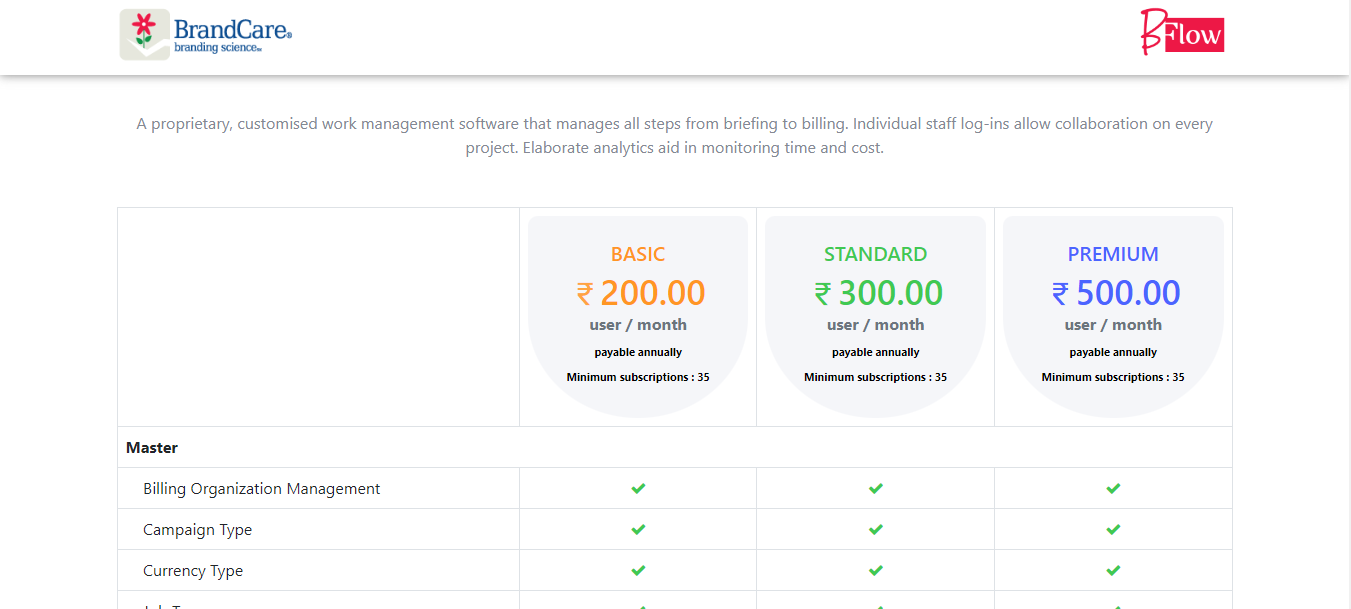 BrandCare®
branding science℠
BFlow
A proprietary, customised work management software that manages all steps from briefing to billing. Individual staff log-ins allow collaboration on every
project. Elaborate analytics aid in monitoring time and cost.
BASIC
₹ 200.00
user / month
payable annually
Minimum subscriptions : 35
STANDARD
₹ 300.00
user / month
payable annually
Minimum subscriptions : 35
PREMIUM
₹ 500.00
user / month
payable annually
Minimum subscriptions : 35
Master
Billing Organization Management
Campaign Type
Currency Type